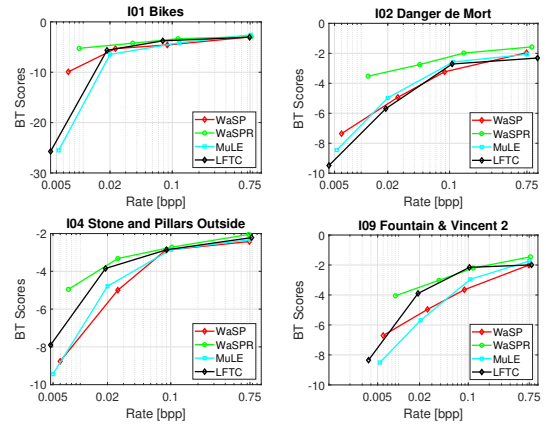 I01 Bikes
0
-10
-20
-30
BT Scores
0.005 0.02 0.1 0.75
Rate [bpp]
WaSP
WaSPR
MuLE
LFTC
I02 Danger de Mort
0
-2
-4
-6
-8
-10
BT Scores
0.005 0.02 0.1 0.75
Rate [bpp]
WaSP
WaSPR
MuLE
LFTC
I04 Stone and Pillars Outside
-2
-4
-6
-8
-10
BT Scores
0.005 0.02 0.1 0.75
Rate [bpp]
WaSP
WaSPR
MuLE
LFTC
I09 Fountain & Vincent 2
0
-2
-4
-6
-8
-10
BT Scores
0.005 0.02 0.1 0.75
Rate [bpp]
WaSP
WaSPR
MuLE
LFTC